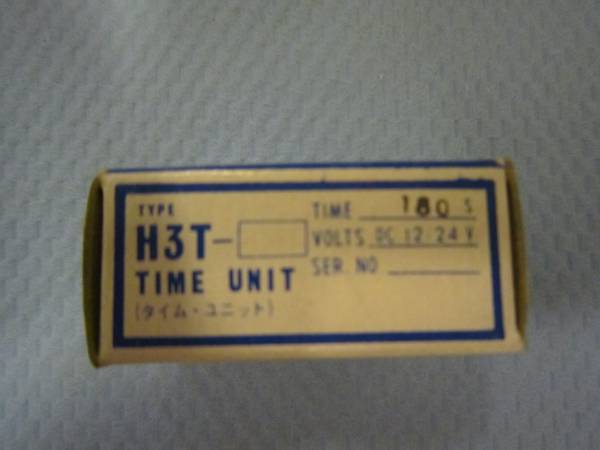 TYPE
H3T-
TIME UNIT
(タイム・ユニット)
TIME 180 S
VOLTS DC 12-24 V
SER. NO